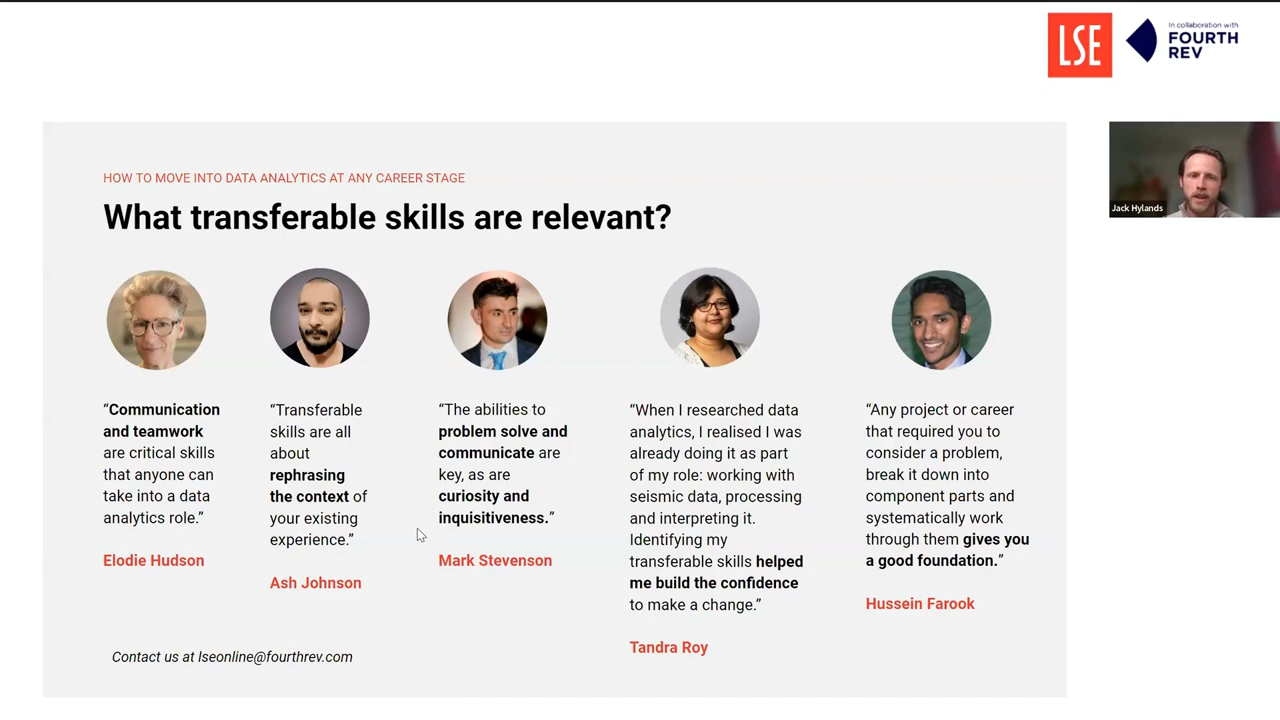 LSE
In collaboration with
FOURTH
REV
Jack Hylands
HOW TO MOVE INTO DATA ANALYTICS AT ANY CAREER STAGE
What transferable skills are relevant?
“Communication
and teamwork
are critical skills
that anyone can
take into a data
analytics role.”
Elodie Hudson
“Transferable
skills are all
about
rephrasing
the context of
your existing
experience.”
Ash Johnson
“The abilities to
problem solve and
communicate are
key, as are
curiosity and
inquisitiveness.”
Mark Stevenson
“When I researched data
analytics, I realised I was
already doing it as part
of my role: working with
seismic data, processing
and interpreting it.
Identifying my
transferable skills helped
me build the confidence
to make a change.”
Tandra Roy
“Any project or career
that required you to
consider a problem,
break it down into
component parts and
systematically work
through them gives you
a good foundation.”
Hussein Farook
Contact us at lseonline@fourthrev.com